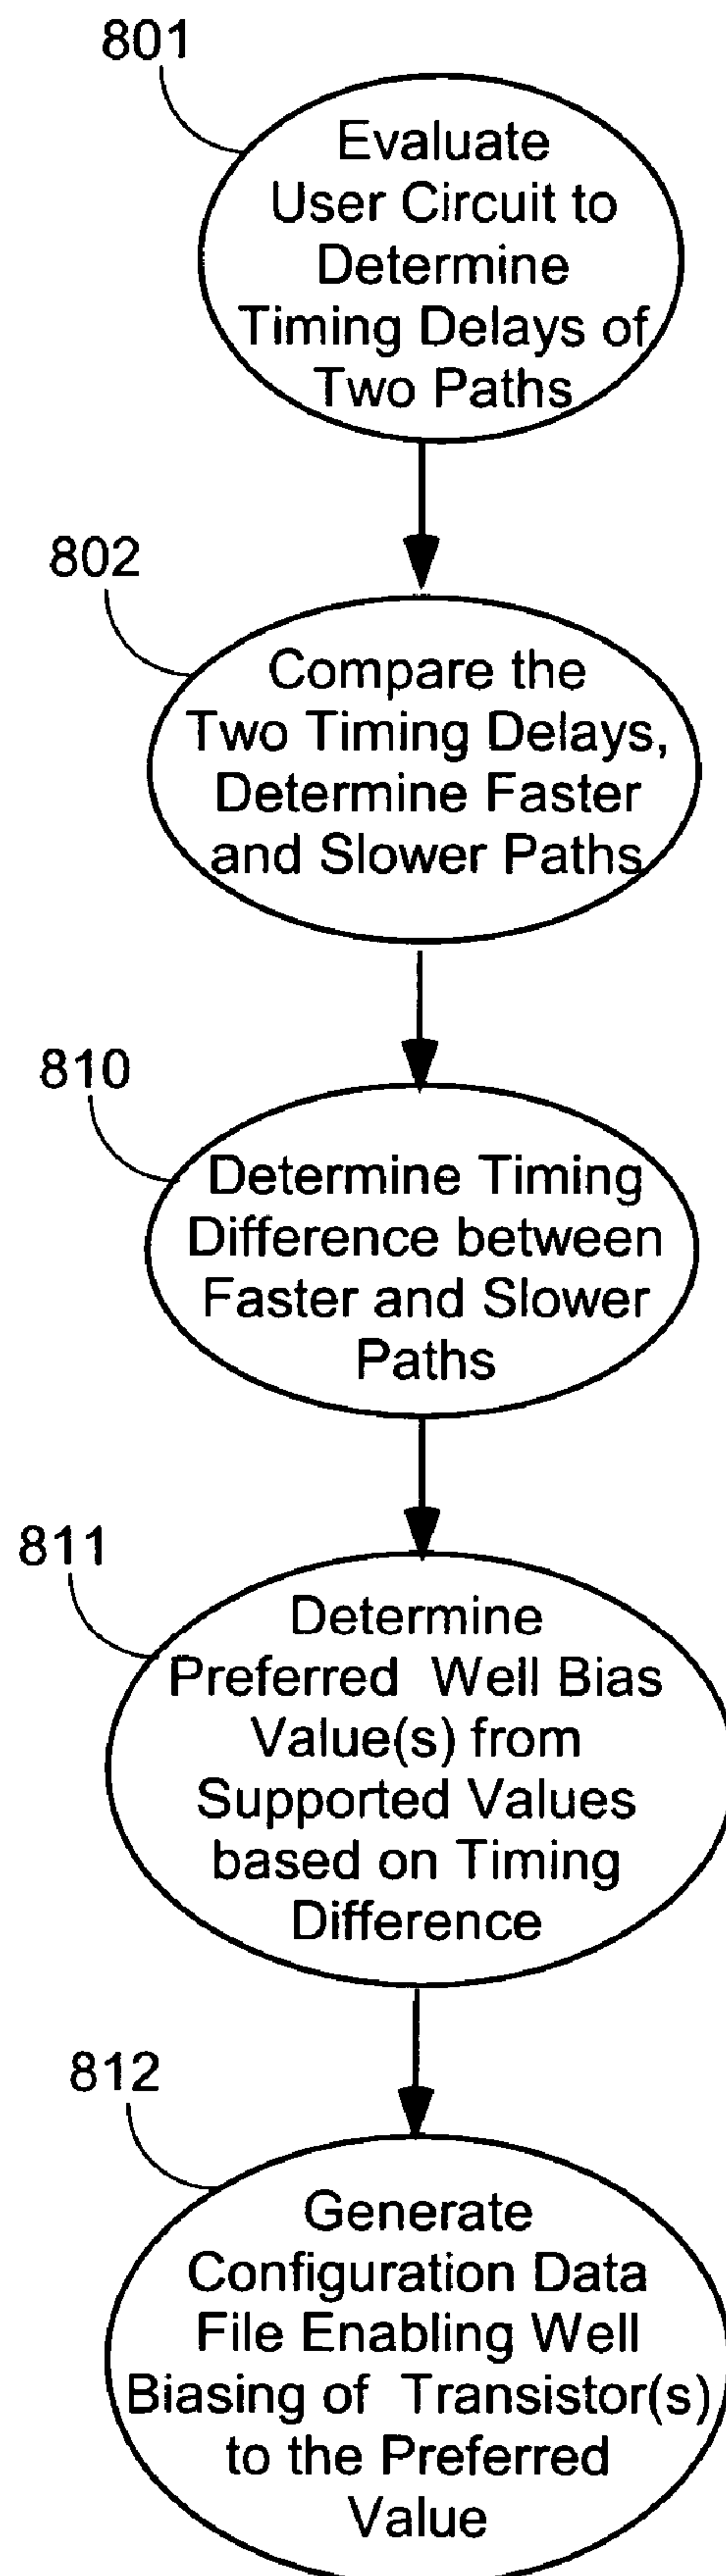 801
Evaluate
User Circuit to
Determine
Timing Delays of
Two Paths
802
Compare the
Two Timing Delays,
Determine Faster
and Slower Paths
810
Determine Timing
Difference between
Faster and Slower
Paths
811
Determine
Preferred Well Bias
Value(s) from
Supported Values
based on Timing
Difference
812
Generate
Configuration Data
File Enabling Well
Biasing of Transistor(s)
to the Preferred
Value